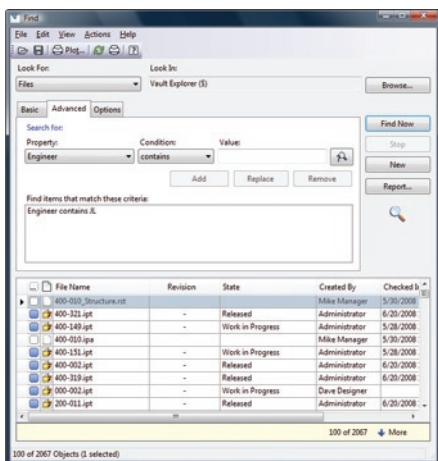 Find
File Edit View Actions Help
Plot...
Look For: Look In:
Files Vault Explorer ($) Browse...
Basic Advanced Options
Find Now
Search for:
Property: Condition: Value:
Stop
Engineer contains
New
Add Replace Remove
Report...
Find items that match these criteria:
Engineer contains JL
File Name Revision State Created By Checked In
400-010_Structure.rst Mike Manager 5/30/2008
400-321.ipt - Released Administrator 6/20/2008
400-149.ipt - Work in Progress Administrator 5/28/2008
400-010.ipa Mike Manager 5/30/2008
400-151.ipt - Work in Progress Administrator 5/28/2008
400-002.ipt - Released Administrator 6/20/2008
400-319.ipt - Released Administrator 6/20/2008
000-002.ipt - Work in Progress Dave Designer
200-011.ipt - Released Administrator 6/20/2008
100 of 2067 More
100 of 2067 Objects (1 selected)